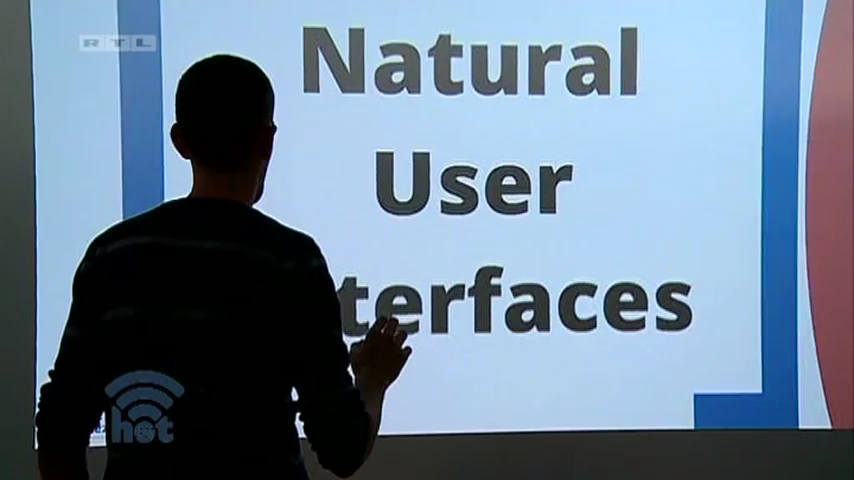 RTL
Natural
User
terfaces
hot